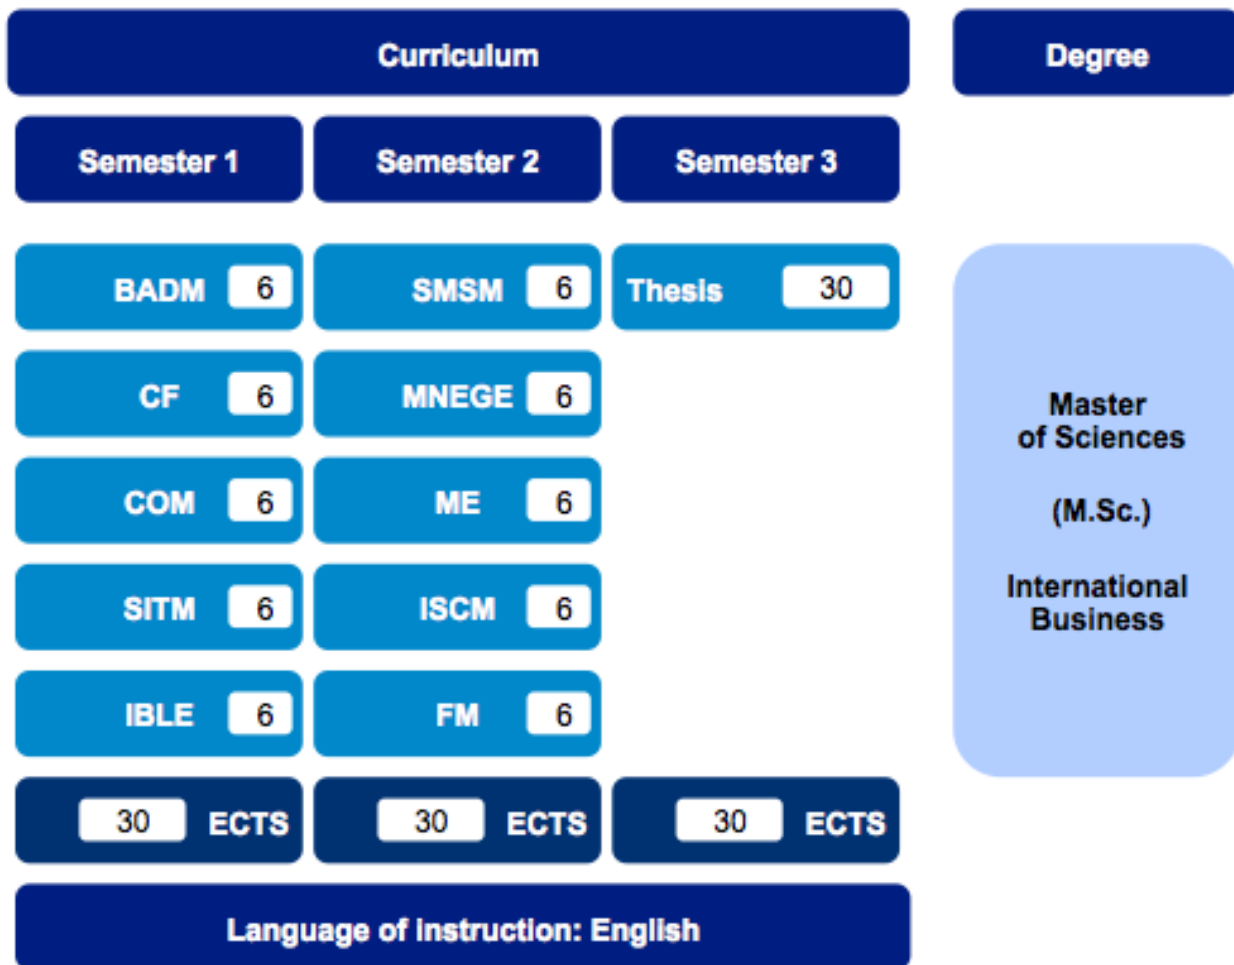 Curriculum Degree
Semester 1 Semester 2 Semester 3
BADM 6 SMSM 6 Thesis 30
CF 6 MNEGE 6
COM 6 ME 6
SITM 6 ISCM 6
IBLE 6 FM 6
30 ECTS 30 ECTS 30 ECTS
Language of instruction: English
Master
of Sciences
(M.Sc.)
International
Business